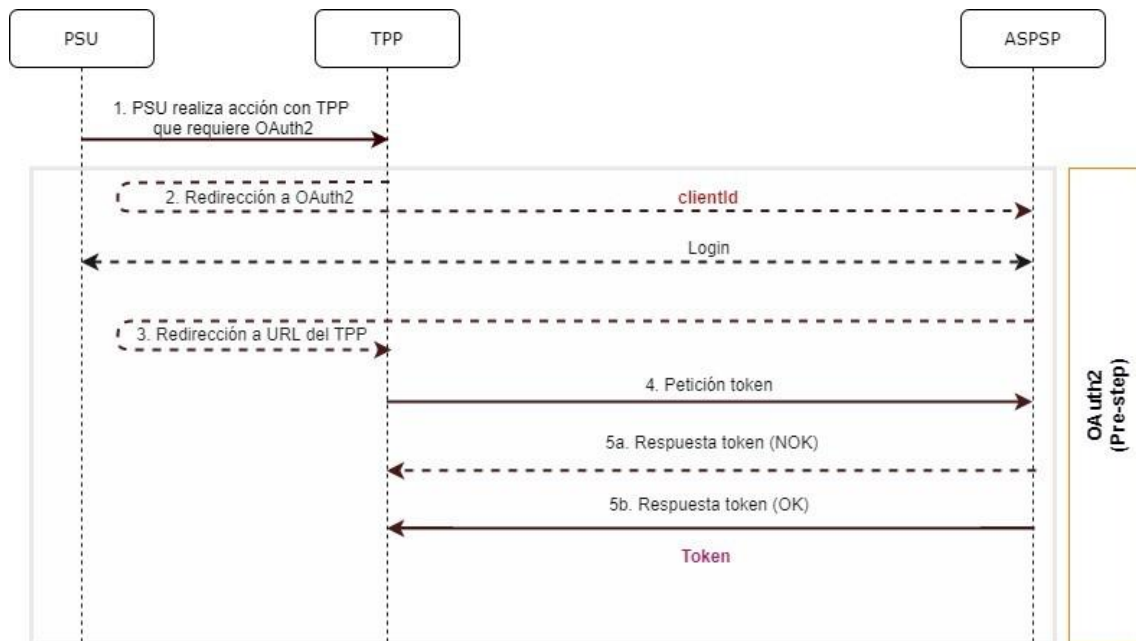 PSU
TPP
ASPSP
1. PSU realiza acción con TPP
que requiere OAuth2
2. Redirección a OAuth2
clientId
Login
3. Redirección a URL del TPP
4. Petición token
5a. Respuesta token (NOK)
5b. Respuesta token (OK)
Token
OAuth2
(Pre-step)